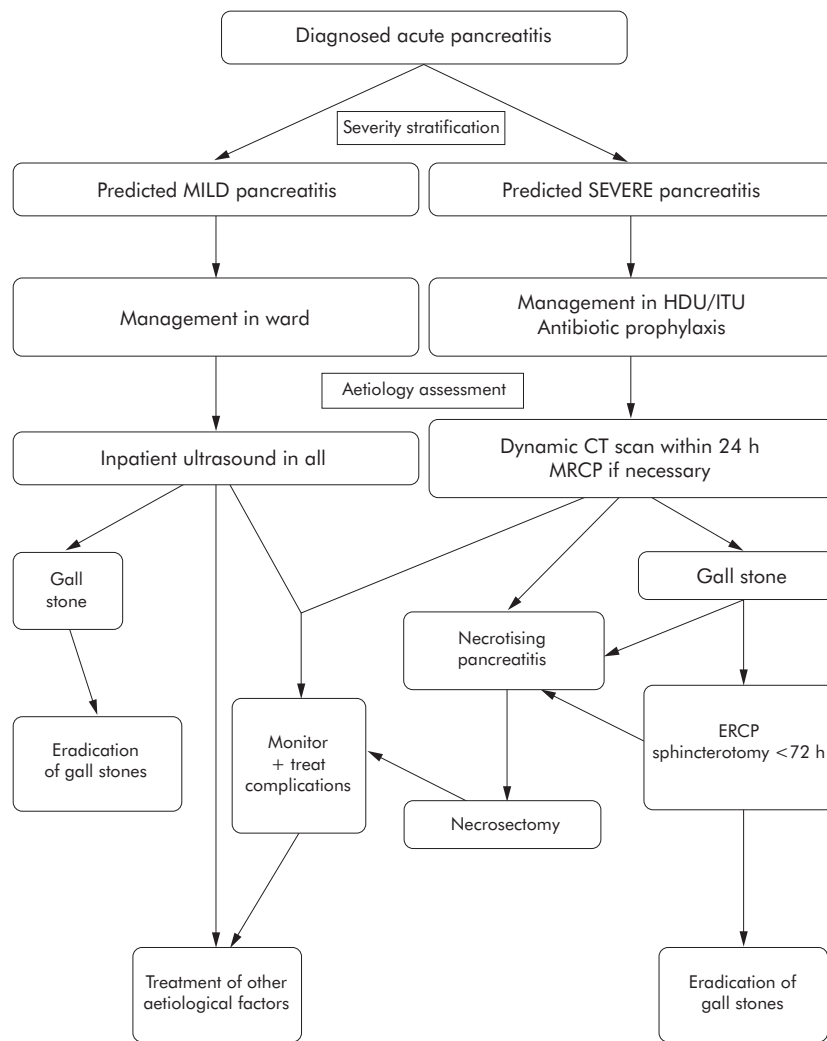 Diagnosed acute pancreatitis
Severity stratification
Predicted MILD pancreatitis
Predicted SEVERE pancreatitis
Management in ward
Management in HDU/ITU
Antibiotic prophylaxis
Aetiology assessment
Inpatient ultrasound in all
Dynamic CT scan within 24 h
MRCP if necessary
Gall
stone
Gall stone
Necrotising
pancreatitis
Eradication
of gall stones
Monitor
+ treat
complications
ERCP
sphincterotomy <72 h
Necrosectomy
Treatment of other
aetiological factors
Eradication of
gall stones